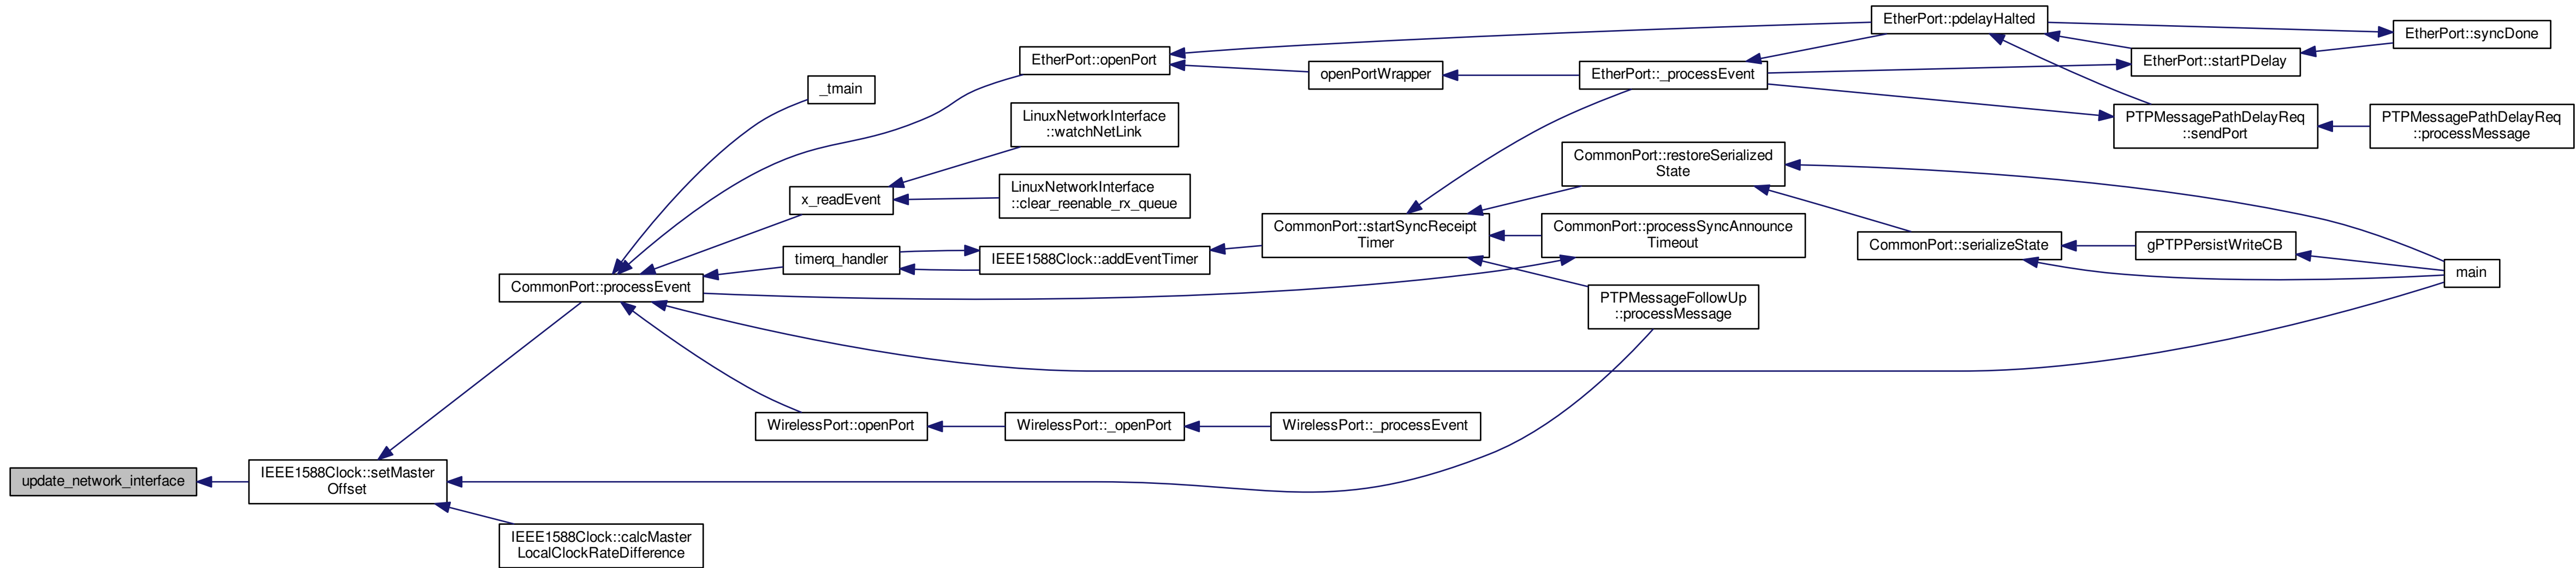 EtherPort::pdelayHalted
EtherPort::syncDone
EtherPort::openPort
EtherPort::startPDelay
openPortWrapper
EtherPort::_processEvent
_tmain
LinuxNetworkInterface
::watchNetLink
PTPMessagePathDelayReq
::sendPort
PTPMessagePathDelayReq
::processMessage
CommonPort::restoreSerialized
State
x_readEvent
LinuxNetworkInterface
::clear_reenable_rx_queue
CommonPort::startSyncReceipt
Timer
CommonPort::processSyncAnnounce
Timeout
CommonPort::serializeState
gPTPPersistWriteCB
timerq_handler
IEEE1588Clock::addEventTimer
main
CommonPort::processEvent
PTPMessageFollowUp
::processMessage
WirelessPort::openPort
WirelessPort::_openPort
WirelessPort::_processEvent
update_network_interface
IEEE1588Clock::setMaster
Offset
IEEE1588Clock::calcMaster
LocalClockRateDifference